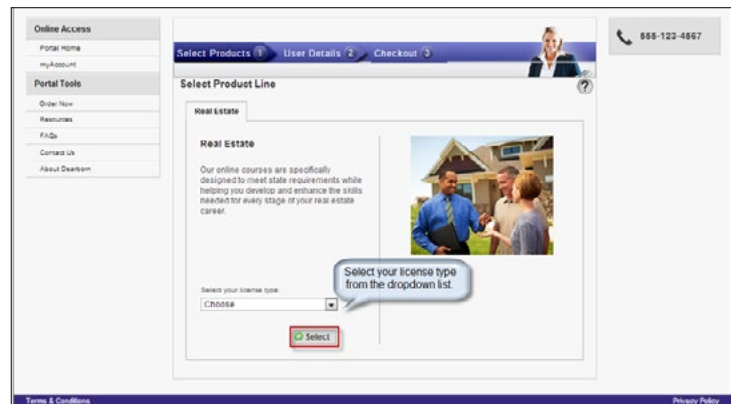 Online Access
Portal Home
myAccount
Portal Tools
Order Now
Resources
FAQs
Contact Us
About Dearborn
Select Products 1 User Details 2 Checkout 3
555-123-4567
Select Product Line
?
Real Estate
Real Estate
Our online courses are specifically
designed to meet state requirements while
helping you develop and enhance the skills
needed for every stage of your real estate
career.
Select your license type
from the dropdown list.
Select your license type:
Choose
Select
Terms & Conditions
Privacy Policy